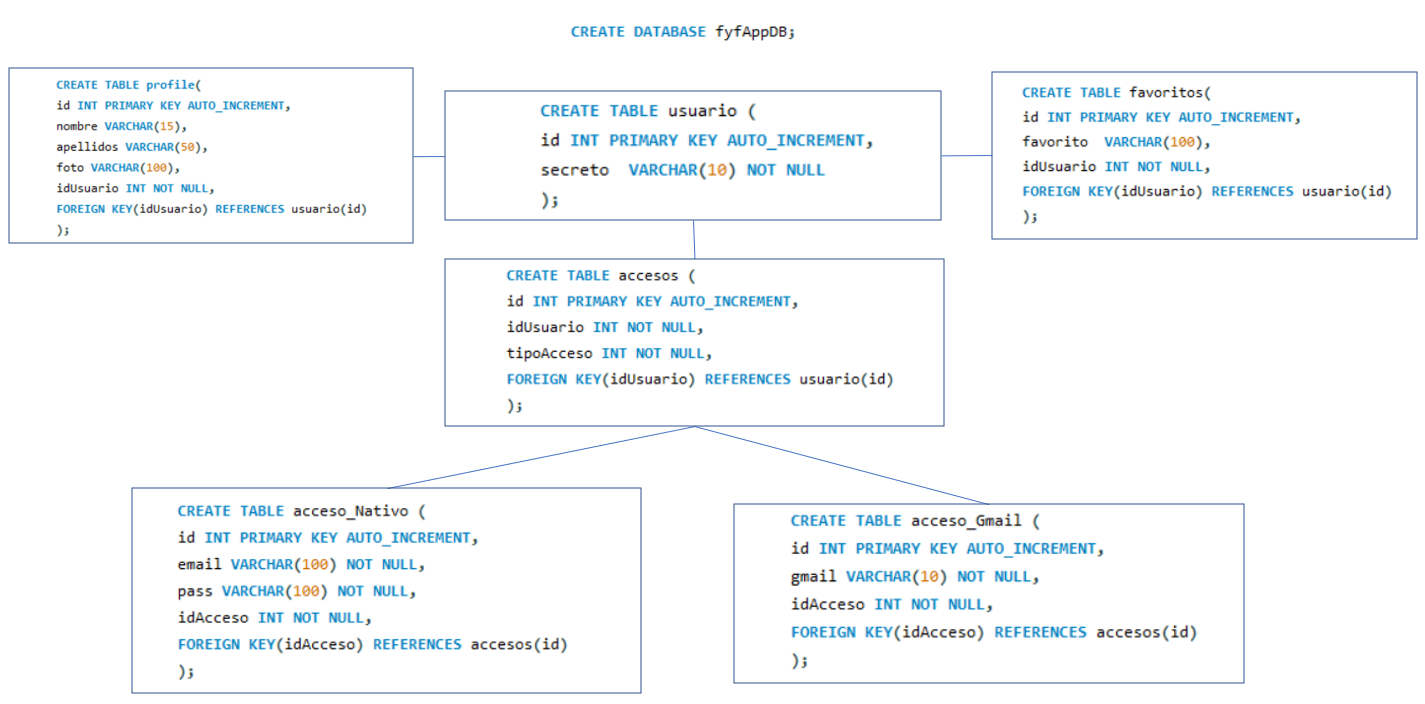 CREATE DATABASE fyfAppDB;
CREATE TABLE profile(
id INT PRIMARY KEY AUTO_INCREMENT,
nombre VARCHAR(15),
apellidos VARCHAR(50),
foto VARCHAR(100),
idUsuario INT NOT NULL,
FOREIGN KEY(idUsuario) REFERENCES usuario(id)
);
CREATE TABLE usuario (
id INT PRIMARY KEY AUTO_INCREMENT,
secreto VARCHAR(10) NOT NULL
);
CREATE TABLE favoritos(
id INT PRIMARY KEY AUTO_INCREMENT,
favorito VARCHAR(100),
idUsuario INT NOT NULL,
FOREIGN KEY(idUsuario) REFERENCES usuario(id)
);
CREATE TABLE accesos (
id INT PRIMARY KEY AUTO_INCREMENT,
idUsuario INT NOT NULL,
tipoAcceso INT NOT NULL,
FOREIGN KEY(idUsuario) REFERENCES usuario(id)
);
CREATE TABLE acceso_Nativo (
id INT PRIMARY KEY AUTO_INCREMENT,
email VARCHAR(100) NOT NULL,
pass VARCHAR(100) NOT NULL,
idAcceso INT NOT NULL,
FOREIGN KEY(idAcceso) REFERENCES accesos(id)
);
CREATE TABLE acceso_Gmail (
id INT PRIMARY KEY AUTO_INCREMENT,
gmail VARCHAR(10) NOT NULL,
idAcceso INT NOT NULL,
FOREIGN KEY(idAcceso) REFERENCES accesos(id)
);